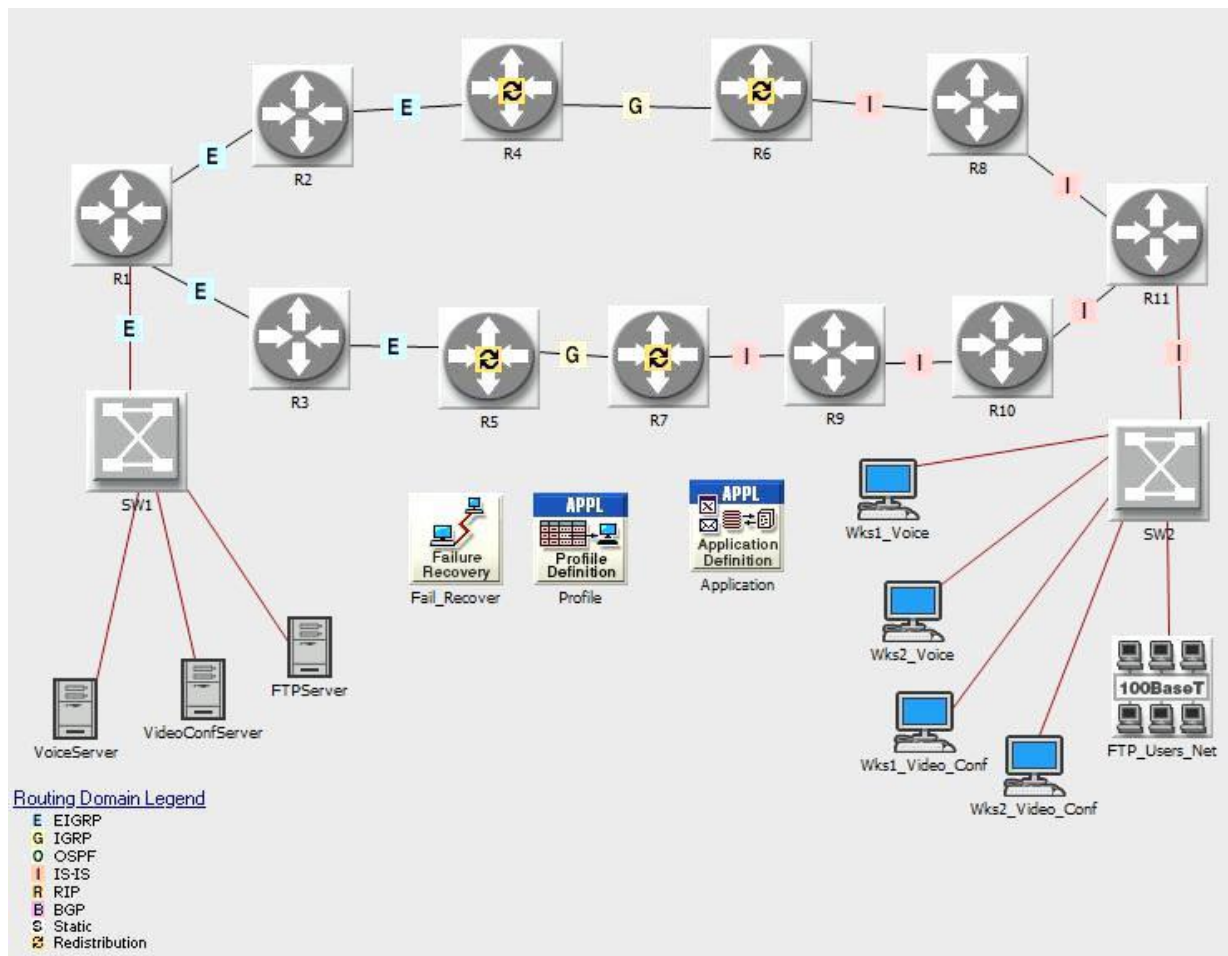 E
G
I
R4
R6
E
R8
R2
I
E
R1
E
R11
E
I
R3
E
G
I
I
I
R10
R5
R7
R9
SW1
APPL
APPL
Failure
Recovery
Profiile
Definition
Application
Definition
Wks1_Voice
SW2
Fail_Recover
Profile
Application
Wks2_Voice
FTPServer
100BaseT
VoiceServer
VideoConfServer
Wks1_Video_Conf
FTP_Users_Net
Wks2_Video_Conf
Routing Domain Legend
E EIGRP
G IGRP
O OSPF
I IS-IS
R RIP
B BGP
S Static
Redistribution